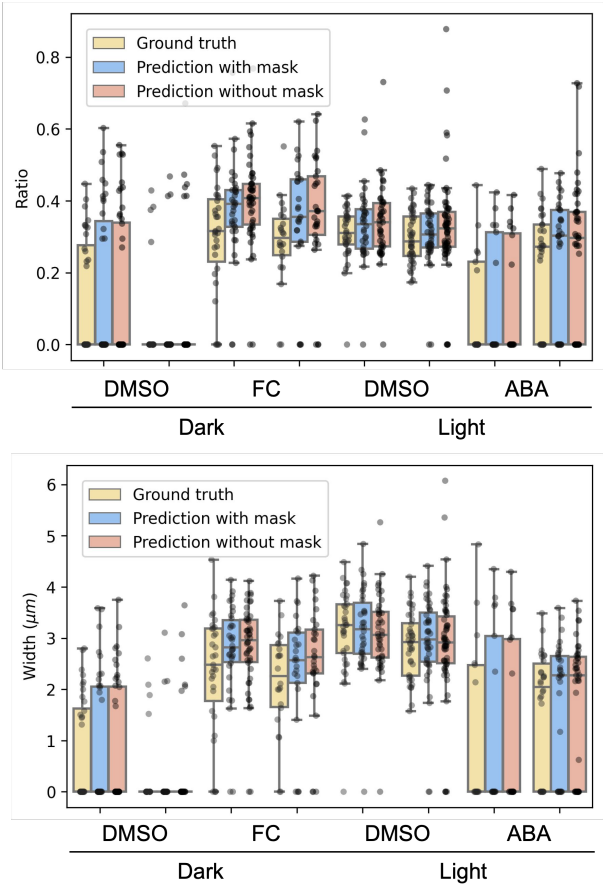 Ground truth
Prediction with mask
Prediction without mask
Ratio
0.8
0.6
0.4
0.2
0.0
DMSO FC DMSO ABA
Dark Light
Ground truth
Prediction with mask
Prediction without mask
Width (μm)
6
5
4
3
2
1
0
DMSO FC DMSO ABA
Dark Light